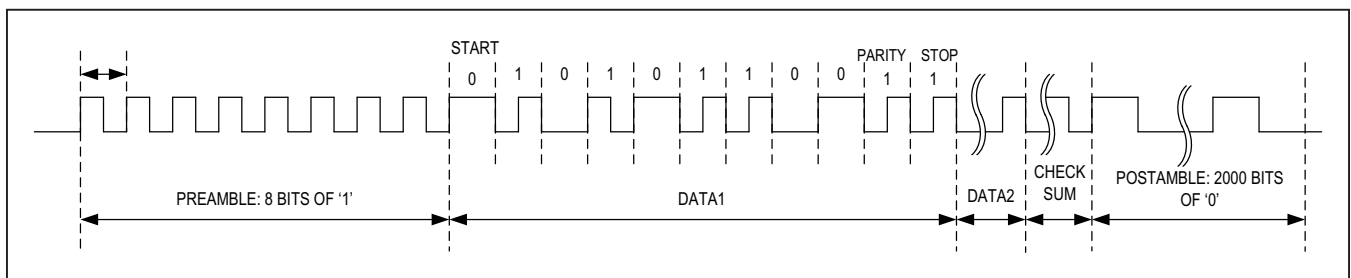 START
PARITY
STOP
0
1
0
1
0
1
1
0
0
1
1
PREAMBLE: 8 BITS OF ‘1’
DATA1
DATA2
CHECK
SUM
POSTAMBLE: 2000 BITS
OF ‘0’